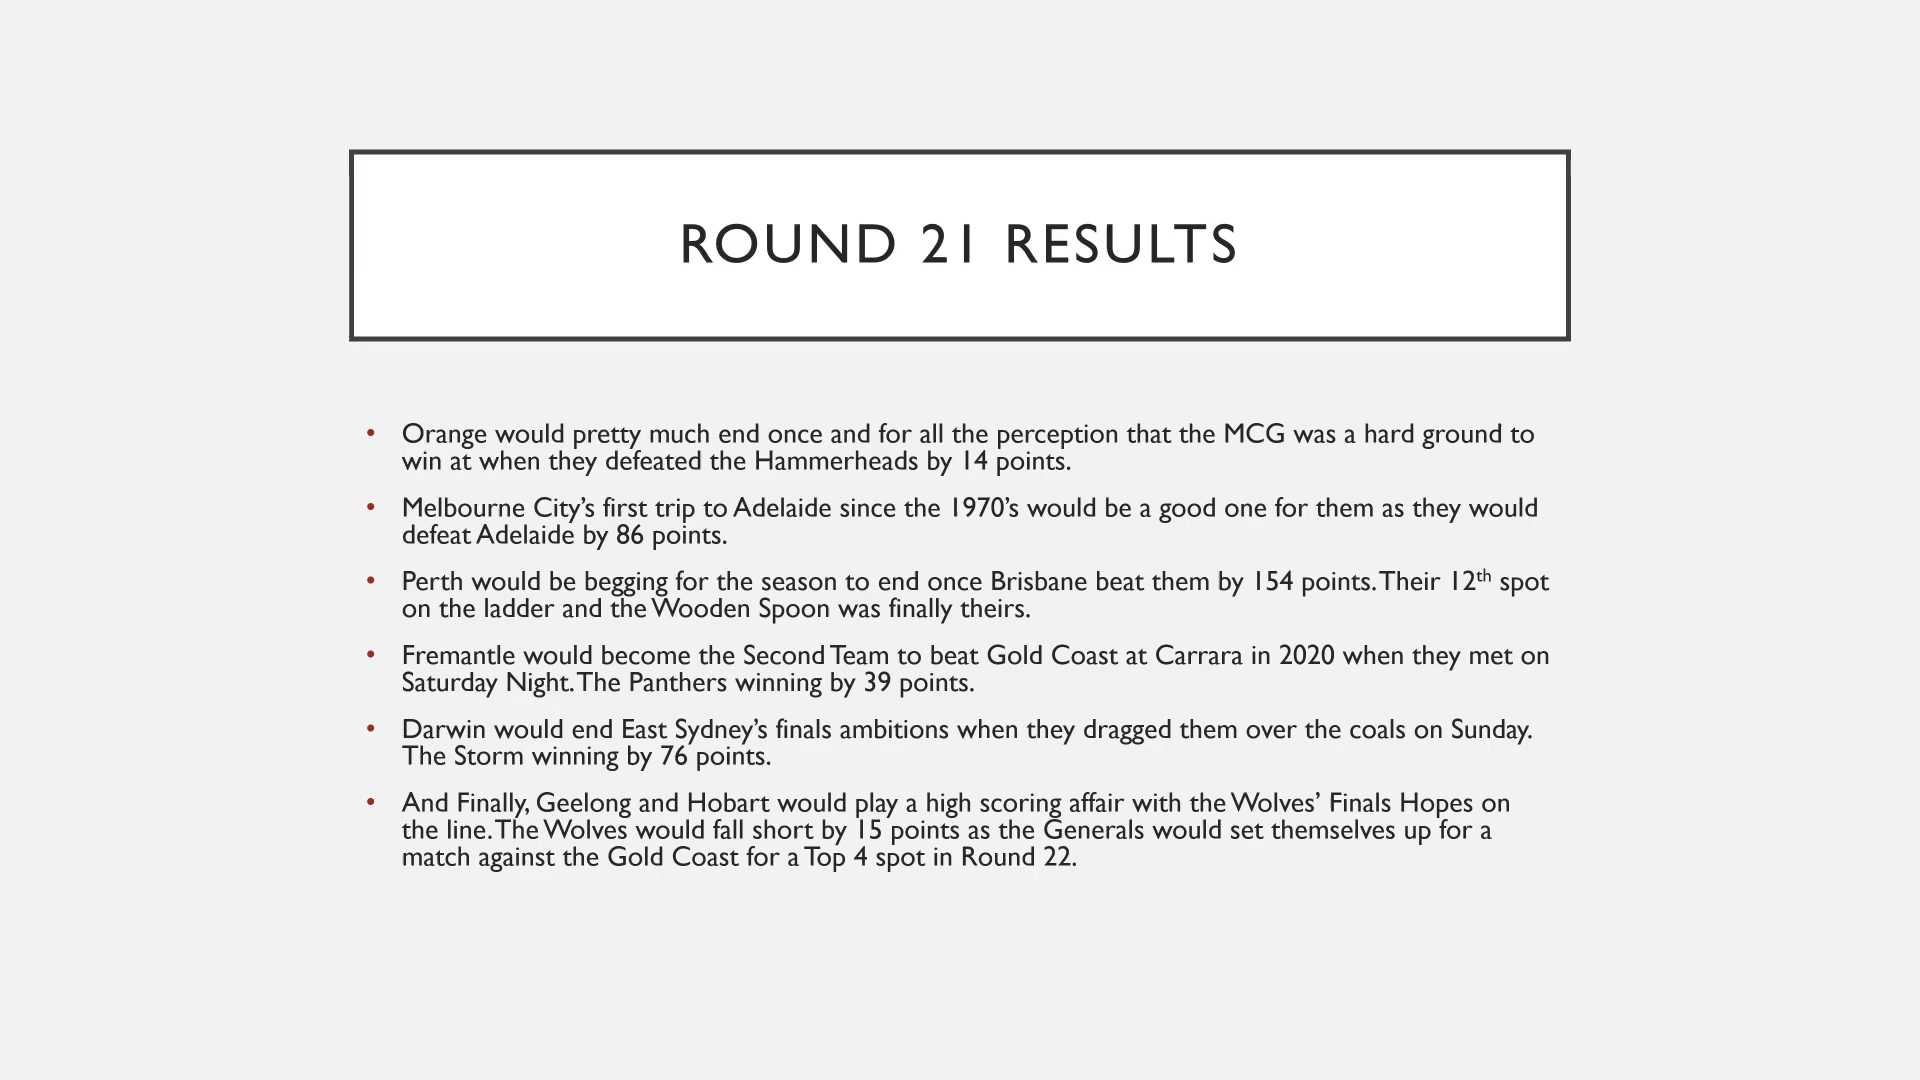 ROUND 21 RESULTS
• Orange would pretty much end once and for all the perception that the MCG was a hard ground to
win at when they defeated the Hammerheads by 14 points.
• Melbourne City’s first trip to Adelaide since the 1970’s would be a good one for them as they would
defeat Adelaide by 86 points.
• Perth would be begging for the season to end once Brisbane beat them by 154 points. Their 12th spot
on the ladder and the Wooden Spoon was finally theirs.
• Fremantle would become the Second Team to beat Gold Coast at Carrara in 2020 when they met on
Saturday Night. The Panthers winning by 39 points.
• Darwin would end East Sydney’s finals ambitions when they dragged them over the coals on Sunday.
The Storm winning by 76 points.
• And Finally, Geelong and Hobart would play a high scoring affair with the Wolves’ Finals Hopes on
the line. The Wolves would fall short by 15 points as the Generals would set themselves up for a
match against the Gold Coast for a Top 4 spot in Round 22.